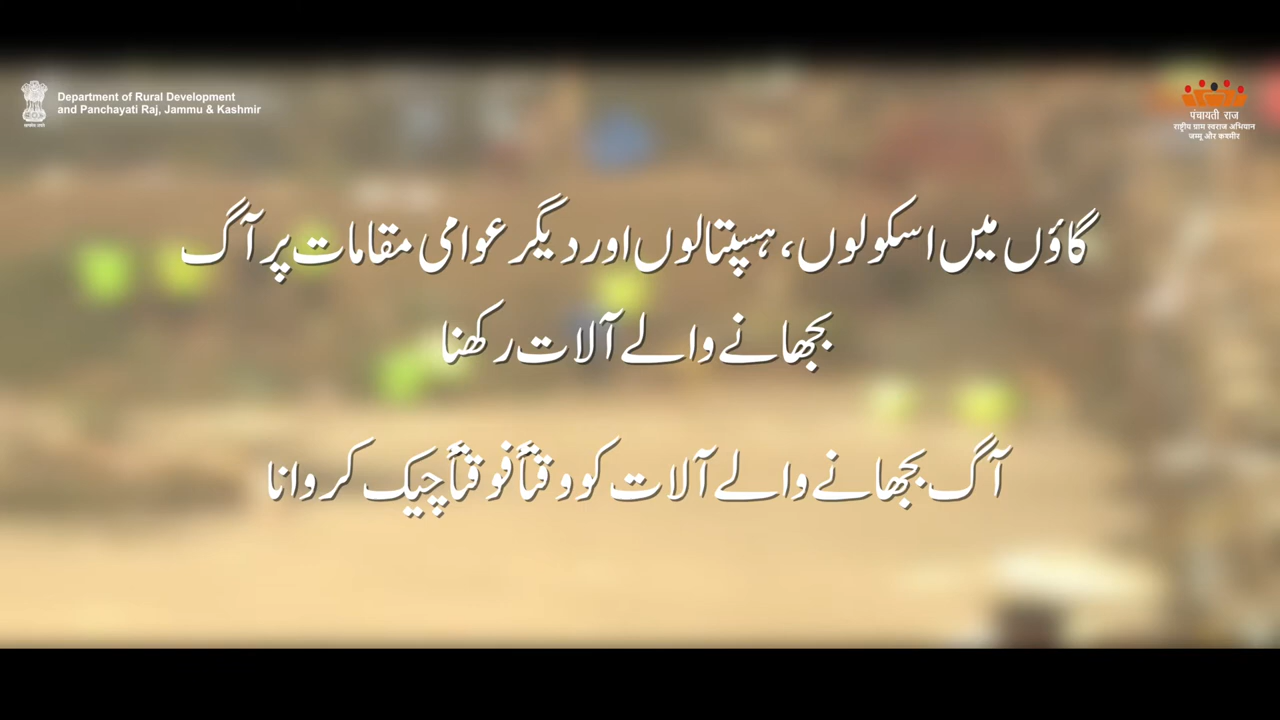 Department of Rural Development
and Panchayati Raj, Jammu & Kashmir
पंचायती राज
राष्ट्रीय ग्राम स्वराज अभियान
जम्मू और कश्मीर
گاؤں میں اسکولوں، ہسپتالوں اور دیگر عوامی مقامات پر آگ
بجھانے والے آلات رکھنا
آگ بجھانے والے آلات کو وقتاً فوقتاً چیک کروانا